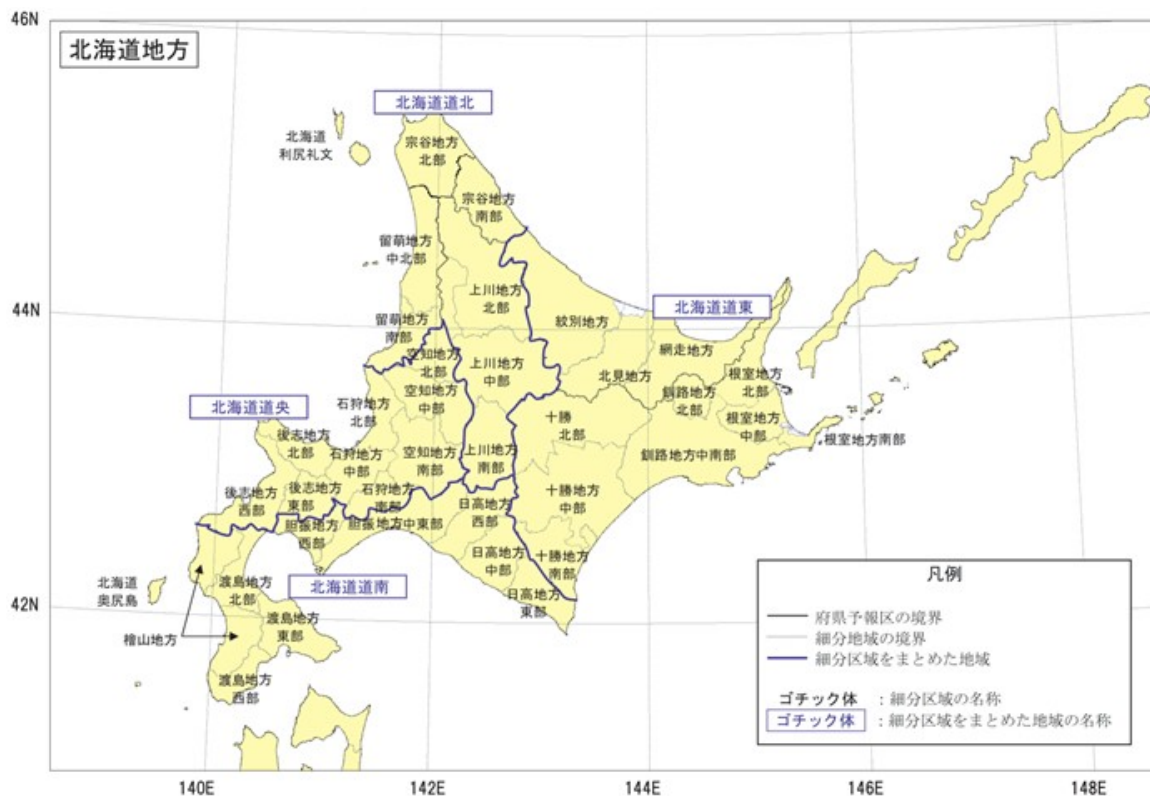 46N
北海道地方
北海道道北
北海道
利尻礼文
宗谷地方
北部
宗谷地方
南部
留萌地方
中北部
上川地方
北部
44N
北海道道東
紋別地方
留萌地方
南部
網走地方
空知地方
北部
上川地方
中部
北見地方
根室地方
北部
釧路地方
北部
空知地方
中部
北海道道央
石狩地方
北部
十勝
北部
根室地方
中部
根室地方南部
後志地方
北部
石狩地方
中部
空知地方
南部
上川地方
南部
釧路地方中南部
後志地方
西部
後志地方
東部
石狩地方
南部
十勝地方
中部
日高地方
西部
胆振地方
西部
胆振地方中東部
日高地方
中部
十勝地方
南部
北海道
奥尻島
渡島地方
北部
北海道道南
日高地方
東部
42N
檜山地方
渡島地方
東部
渡島地方
西部
凡例
府県予報区の境界
細分地域の境界
細分区域をまとめた地域
ゴチック体 :細分区域の名称
ゴチック体 :細分区域をまとめた地域の名称
140E
142E
144E
146E
148E